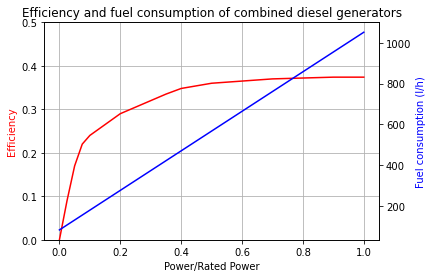 Efficiency and fuel consumption of combined diesel generators
0.5
0.4
0.3
0.2
0.1
0.0
Efficiency
1000
800
600
400
200
Fuel consumption (l/h)
0.0 0.2 0.4 0.6 0.8 1.0
Power/Rated Power